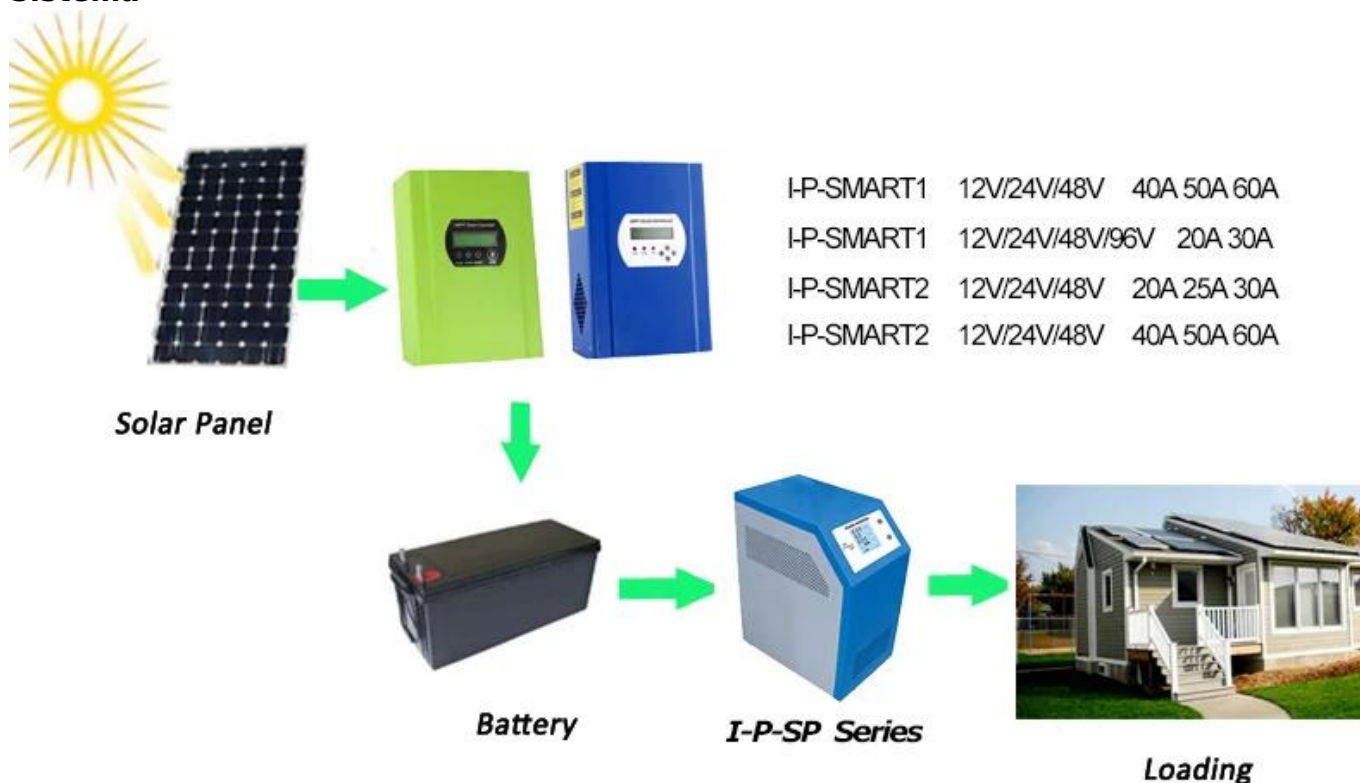 Solar Panel
I-P-SMART1 12V/24V/48V 40A 50A 60A
I-P-SMART1 12V/24V/48V/96V 20A 30A
I-P-SMART2 12V/24V/48V 20A 25A 30A
I-P-SMART2 12V/24V/48V 40A 50A 60A
Battery
I-P-SP Series
Loading